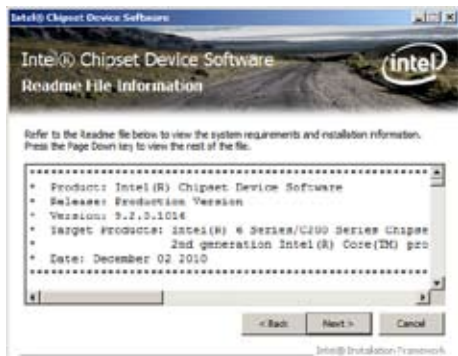 Intel® Chipset Device Software
Intel® Chipset Device Software
intel
Readme File Information
Refer to the Readme file below to view the system requirements and installation information.
Press the Page Down key to view the rest of the file.
************************************************************
* Product: Intel(R) Chipset Device Software
* Release: Production Version
* Version: 9.2.0.1016
* Target Products: Intel(R) 6 Series/C200 Series Chipse
* 2nd generation Intel(R) Core(TM) pro
* Date: December 02 2010
************************************************************
< Back
Next >
Cancel
Intel® Installation Framework